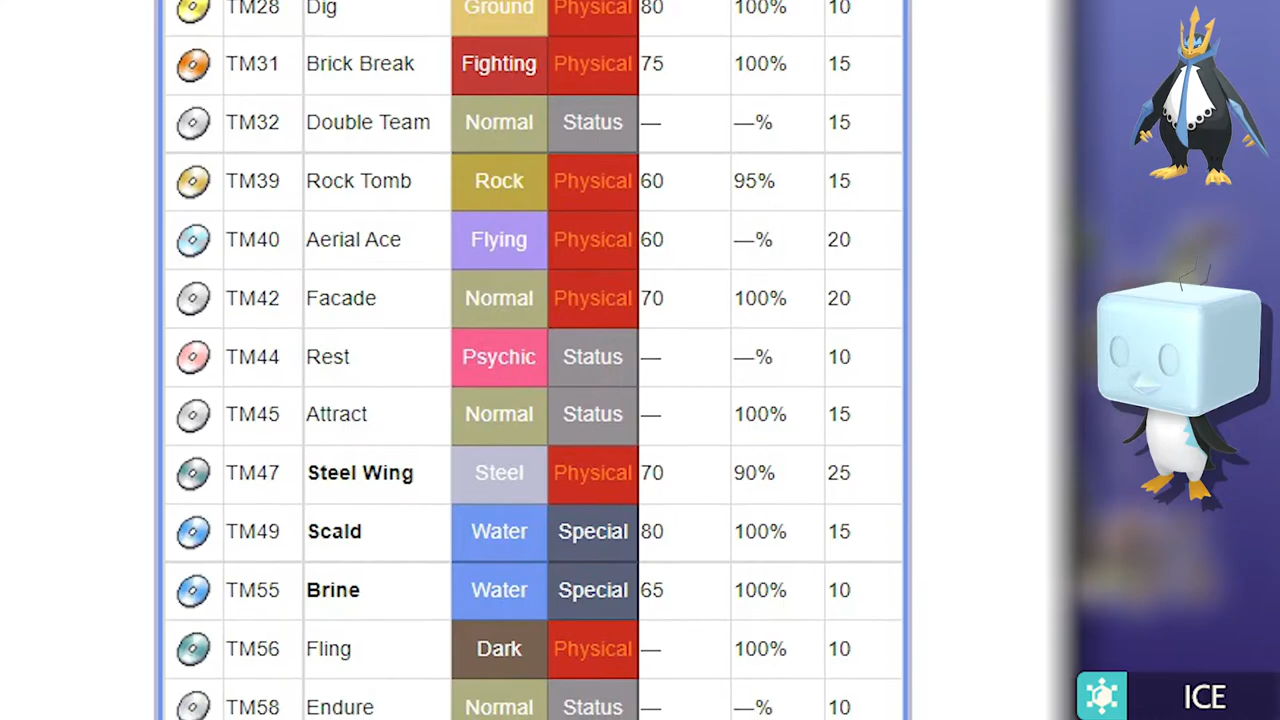 TM28 Dig Ground Physical 80 100% 10
TM31 Brick Break Fighting Physical 75 100% 15
TM32 Double Team Normal Status — —% 15
TM39 Rock Tomb Rock Physical 60 95% 15
TM40 Aerial Ace Flying Physical 60 —% 20
TM42 Facade Normal Physical 70 100% 20
TM44 Rest Psychic Status — —% 10
TM45 Attract Normal Status — 100% 15
TM47 Steel Wing Steel Physical 70 90% 25
TM49 Scald Water Special 80 100% 15
TM55 Brine Water Special 65 100% 10
TM56 Fling Dark Physical — 100% 10
TM58 Endure Normal Status — —% 10
ICE